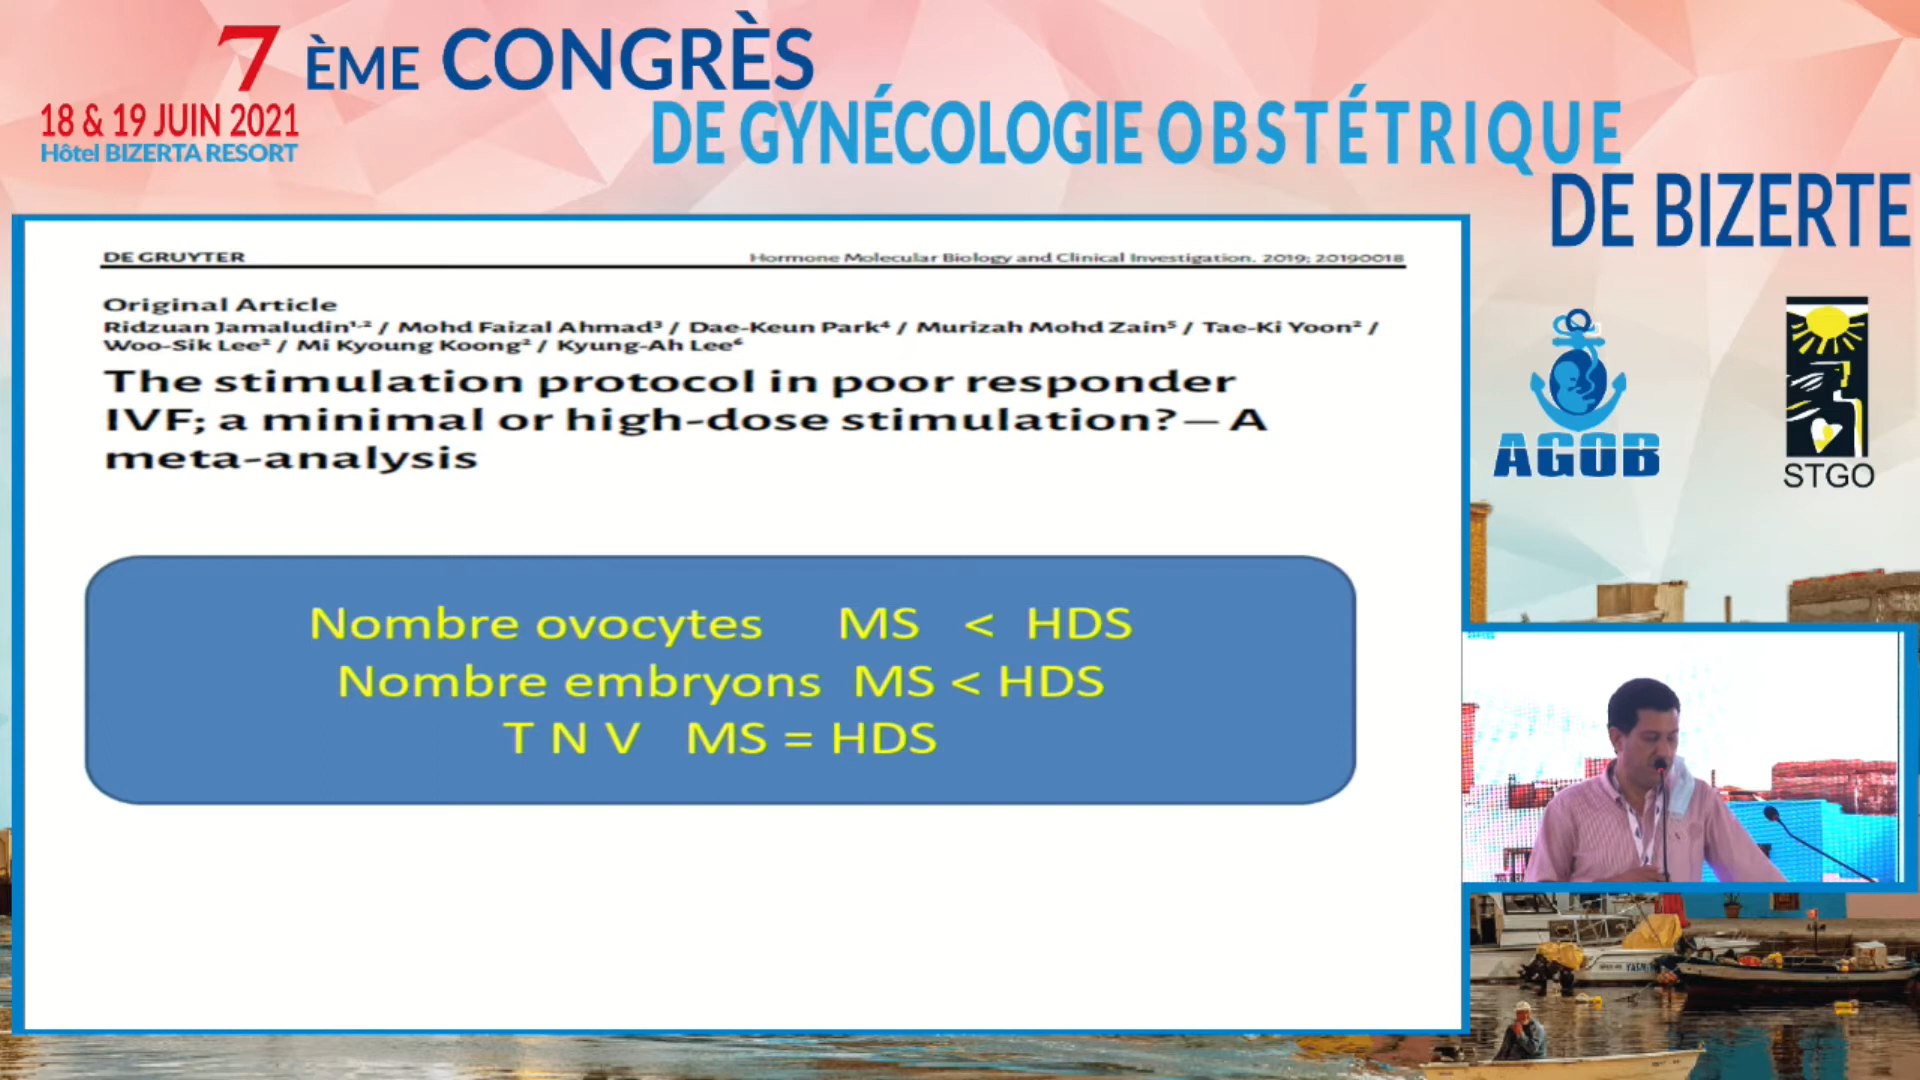 7 ÈME CONGRÈS
18 & 19 JUIN 2021
Hôtel BIZERTA RESORT
DE GYNÉCOLOGIE OBSTÉTRIQUE
DE BIZERTE
DE GRUYTER
Hormone Molecular Biology and Clinical Investigation. 2019; 20190018
Original Article
Ridzuan Jamaludin¹,² / Mohd Faizal Ahmad³ / Dae-Keun Park⁴ / Murizah Mohd Zain⁵ / Tae-Ki Yoon² /
Woo-Sik Lee² / Mi Kyoung Koong² / Kyung-Ah Lee⁶
The stimulation protocol in poor responder
IVF; a minimal or high-dose stimulation? – A
meta-analysis
Nombre ovocytes MS < HDS
Nombre embryons MS < HDS
T N V MS = HDS
AGOB
STGO